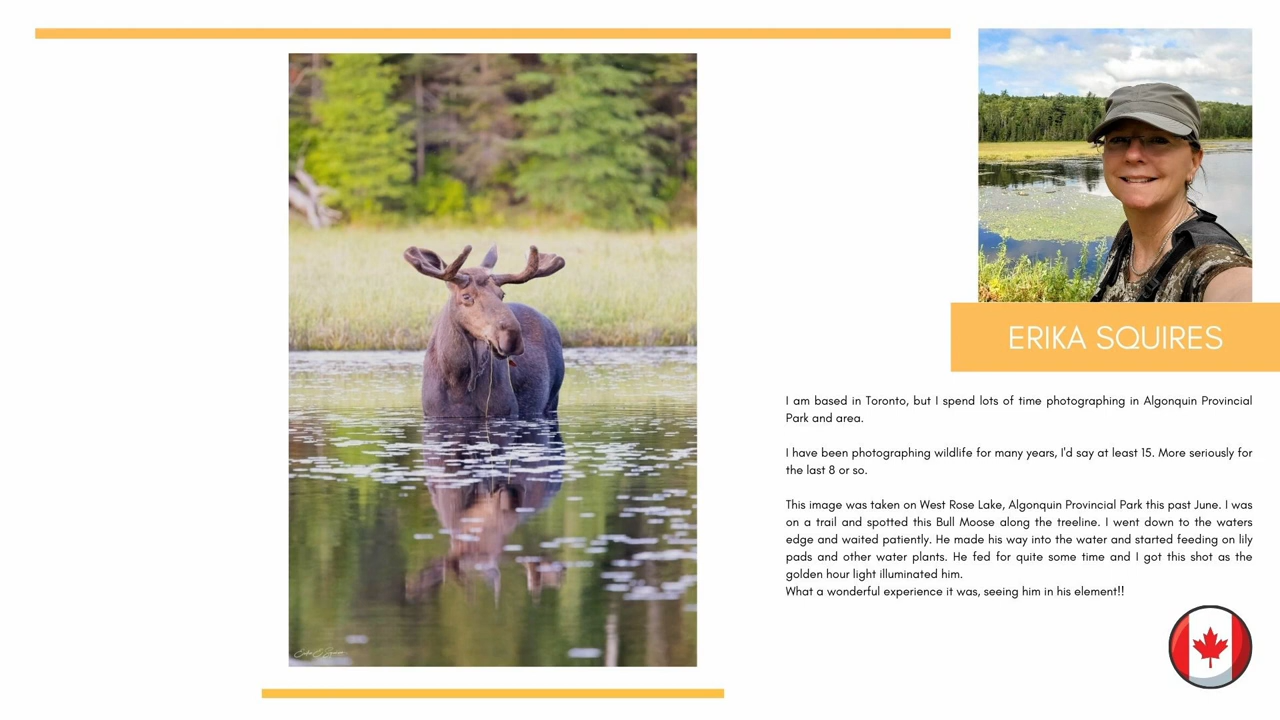 ERIKA SQUIRES
I am based in Toronto, but I spend lots of time photographing in Algonquin Provincial
Park and area.
I have been photographing wildlife for many years, I'd say at least 15. More seriously for
the last 8 or so.
This image was taken on West Rose Lake, Algonquin Provincial Park this past June. I was
on a trail and spotted this Bull Moose along the treeline. I went down to the waters
edge and waited patiently. He made his way into the water and started feeding on lily
pads and other water plants. He fed for quite some time and I got this shot as the
golden hour light illuminated him.
What a wonderful experience it was, seeing him in his element!!